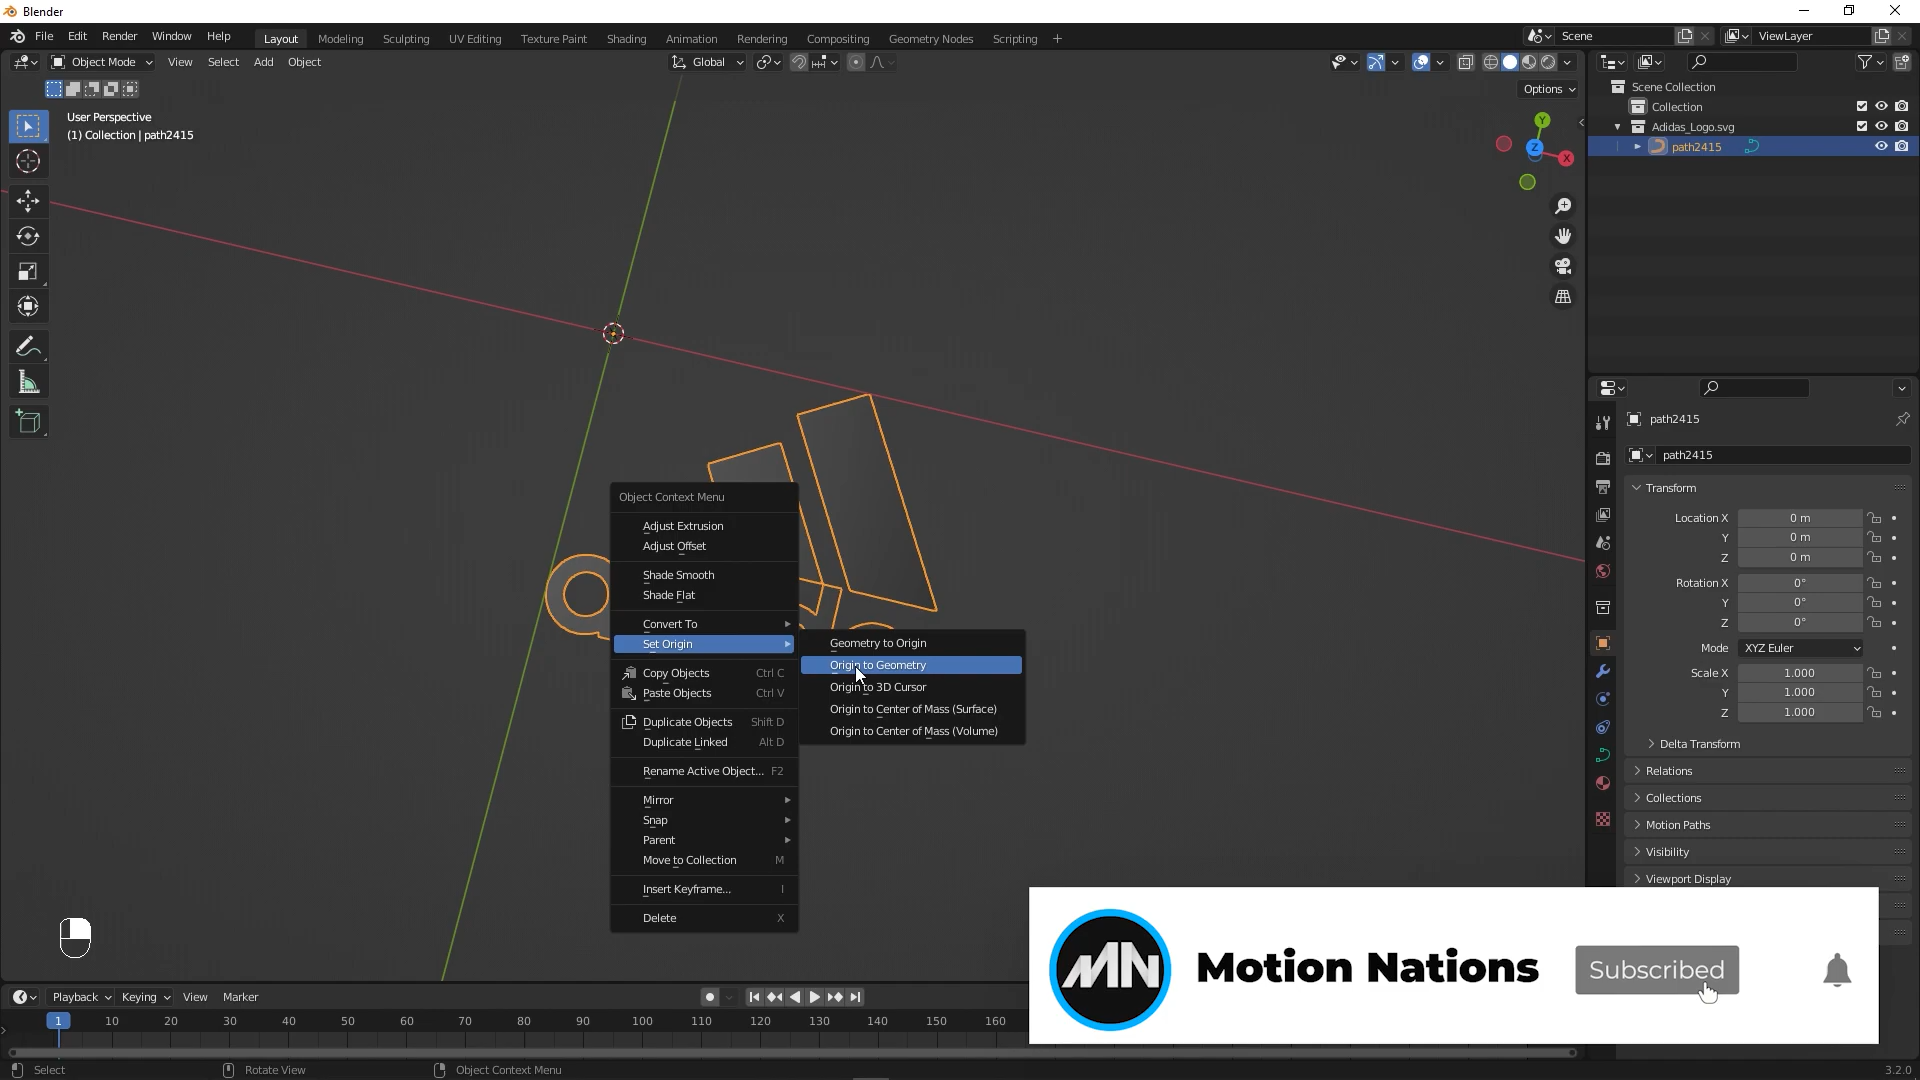 Blender
File Edit Render Window Help Layout Modeling Sculpting UV Editing Texture Paint Shading Animation Rendering Compositing Geometry Nodes Scripting + Scene ViewLayer
Object Mode View Select Add Object Global
Options
User Perspective
(1) Collection | path2415
Y
Z
X
Scene Collection
Collection
Adidas_Logo.svg
path2415
path2415
path2415
Transform
Location X 0 m
Y 0 m
Z 0 m
Rotation X 0°
Y 0°
Z 0°
Mode XYZ Euler
Scale X 1.000
Y 1.000
Z 1.000
Delta Transform
Relations
Collections
Motion Paths
Visibility
Viewport Display
Object Context Menu
Adjust Extrusion
Adjust Offset
Shade Smooth
Shade Flat
Convert To
Set Origin
Copy Objects Ctrl C
Paste Objects Ctrl V
Duplicate Objects Shift D
Duplicate Linked Alt D
Rename Active Object... F2
Mirror
Snap
Parent
Move to Collection M
Insert Keyframe... I
Delete X
Geometry to Origin
Origin to Geometry
Origin to 3D Cursor
Origin to Center of Mass (Surface)
Origin to Center of Mass (Volume)
MN Motion Nations Subscribed
Playback Keying View Marker
1 10 20 30 40 50 60 70 80 90 100 110 120 130 140 150 160
Select Rotate View Object Context Menu 3.2.0